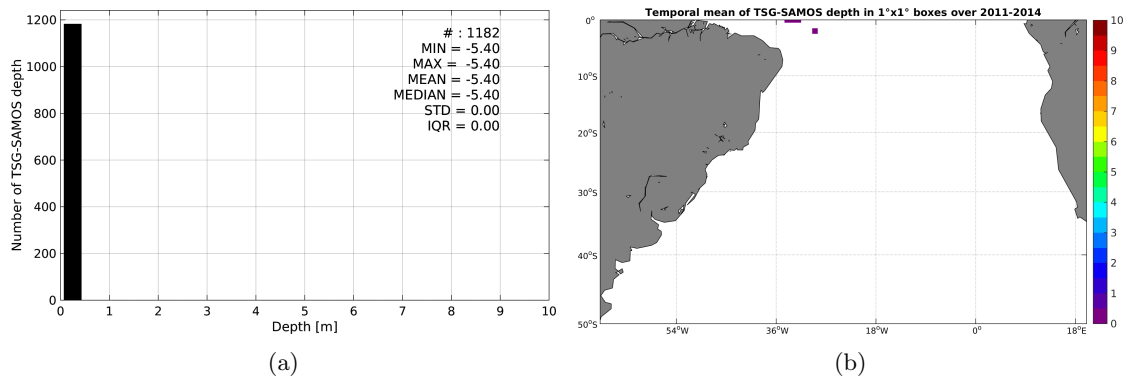 Temporal mean of TSG-SAMOS depth in 1°x1° boxes over 2011-2014
# : 1182
MIN = -5.40
MAX = -5.40
MEAN = -5.40
MEDIAN = -5.40
STD = 0.00
IQR = 0.00
Number of TSG-SAMOS depth
1200
1000
800
600
400
200
0
0 1 2 3 4 5 6 7 8 9 10
Depth [m]
(a)
0°
10°S
20°S
30°S
40°S
50°S
54°W 36°W 18°W 0° 18°E
10
9
8
7
6
5
4
3
2
1
0
(b)